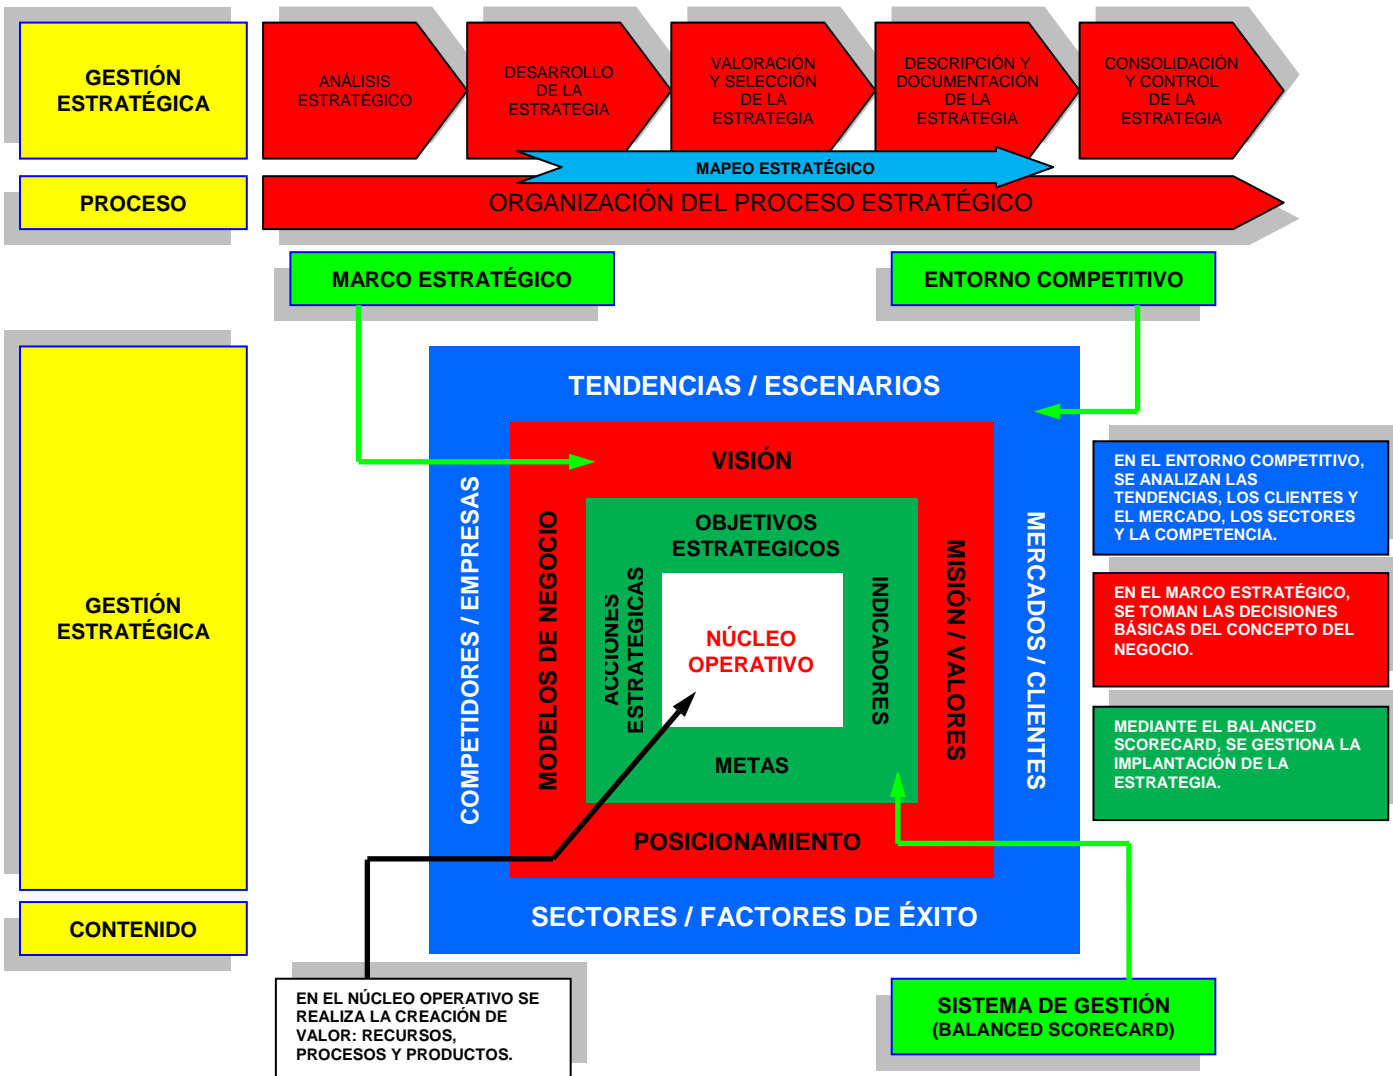 GESTIÓN
ESTRATÉGICA
ANÁLISIS
ESTRATÉGICO
DESARROLLO
DE LA
ESTRATEGIA
VALORACIÓN
Y SELECCIÓN
DE LA
ESTRATEGIA
DESCRIPCIÓN Y
DOCUMENTACIÓN
DE LA
ESTRATEGIA
CONSOLIDACIÓN
Y CONTROL
DE LA
ESTRATEGIA
MAPEO ESTRATÉGICO
PROCESO
ORGANIZACIÓN DEL PROCESO ESTRATÉGICO
MARCO ESTRATÉGICO
ENTORNO COMPETITIVO
GESTIÓN
ESTRATÉGICA
TENDENCIAS / ESCENARIOS
COMPETIDORES / EMPRESAS
MERCADOS / CLIENTES
SECTORES / FACTORES DE ÉXITO
VISIÓN
MODELOS DE NEGOCIO
MISIÓN / VALORES
POSICIONAMIENTO
OBJETIVOS
ESTRATEGICOS
ACCIONES
ESTRATEGICAS
INDICADORES
METAS
NÚCLEO
OPERATIVO
EN EL ENTORNO COMPETITIVO,
SE ANALIZAN LAS
TENDENCIAS, LOS CLIENTES Y
EL MERCADO, LOS SECTORES
Y LA COMPETENCIA.
EN EL MARCO ESTRATÉGICO,
SE TOMAN LAS DECISIONES
BÁSICAS DEL CONCEPTO DEL
NEGOCIO.
MEDIANTE EL BALANCED
SCORECARD, SE GESTIONA LA
IMPLANTACIÓN DE LA
ESTRATEGIA.
CONTENIDO
EN EL NÚCLEO OPERATIVO SE
REALIZA LA CREACIÓN DE
VALOR: RECURSOS,
PROCESOS Y PRODUCTOS.
SISTEMA DE GESTIÓN
(BALANCED SCORECARD)